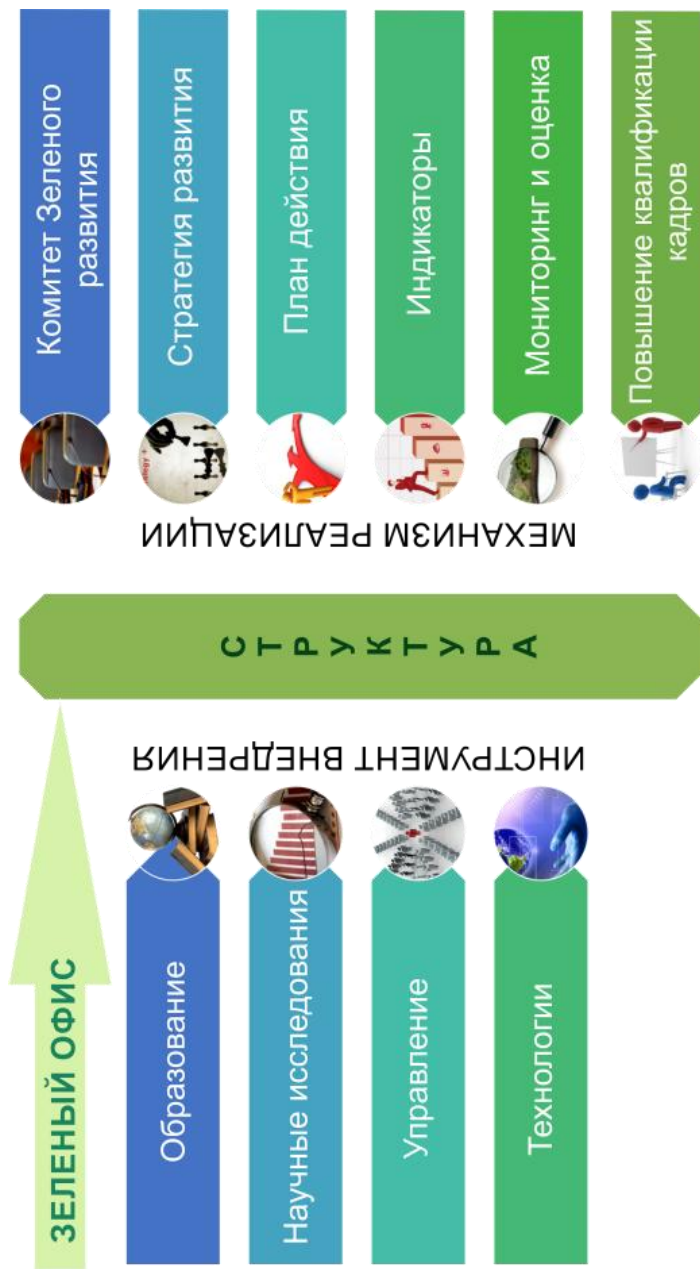 ЗЕЛЕНЫЙ ОФИС
ИНСТРУМЕНТ ВНЕДРЕНИЯ
Образование
Научные исследования
Управление
Технологии
СТРУКТУРА
МЕХАНИЗМ РЕАЛИЗАЦИИ
Комитет Зеленого
развития
Стратегия развития
План действия
Индикаторы
Мониторинг и оценка
Повышение квалификации
кадров